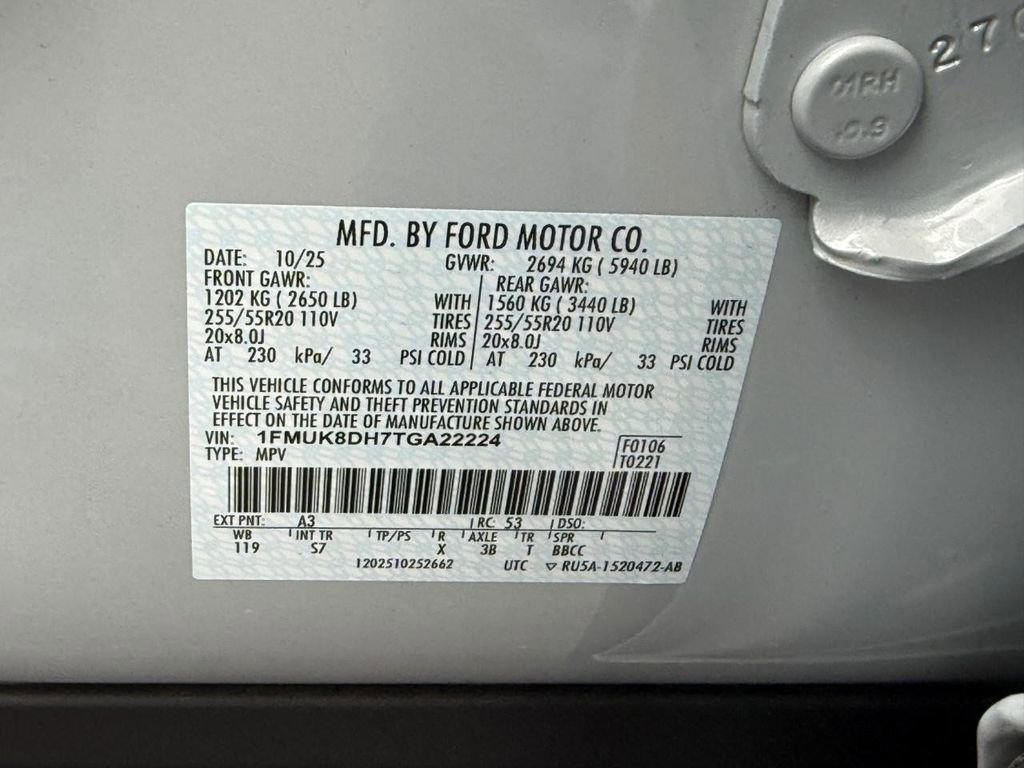 270
01RH
.0.9
MFD. BY FORD MOTOR CO.
DATE: 10/25 GVWR: 2694 KG ( 5940 LB)
FRONT GAWR: REAR GAWR:
1202 KG ( 2650 LB) WITH 1560 KG ( 3440 LB) WITH
255/55R20 110V TIRES 255/55R20 110V TIRES
20x8.0J RIMS 20x8.0J RIMS
AT 230 kPa/ 33 PSI COLD AT 230 kPa/ 33 PSI COLD
THIS VEHICLE CONFORMS TO ALL APPLICABLE FEDERAL MOTOR
VEHICLE SAFETY AND THEFT PREVENTION STANDARDS IN
EFFECT ON THE DATE OF MANUFACTURE SHOWN ABOVE.
VIN: 1FMUK8DH7TGA22224 F0106
TYPE: MPV T0221
EXT PNT: A3 RC: 53 DSO:
WB INT TR TP/PS R AXLE TR SPR
119 S7 X 3B T BBCC
1202510252662 UTC ▽ RU5A-1520472-AB